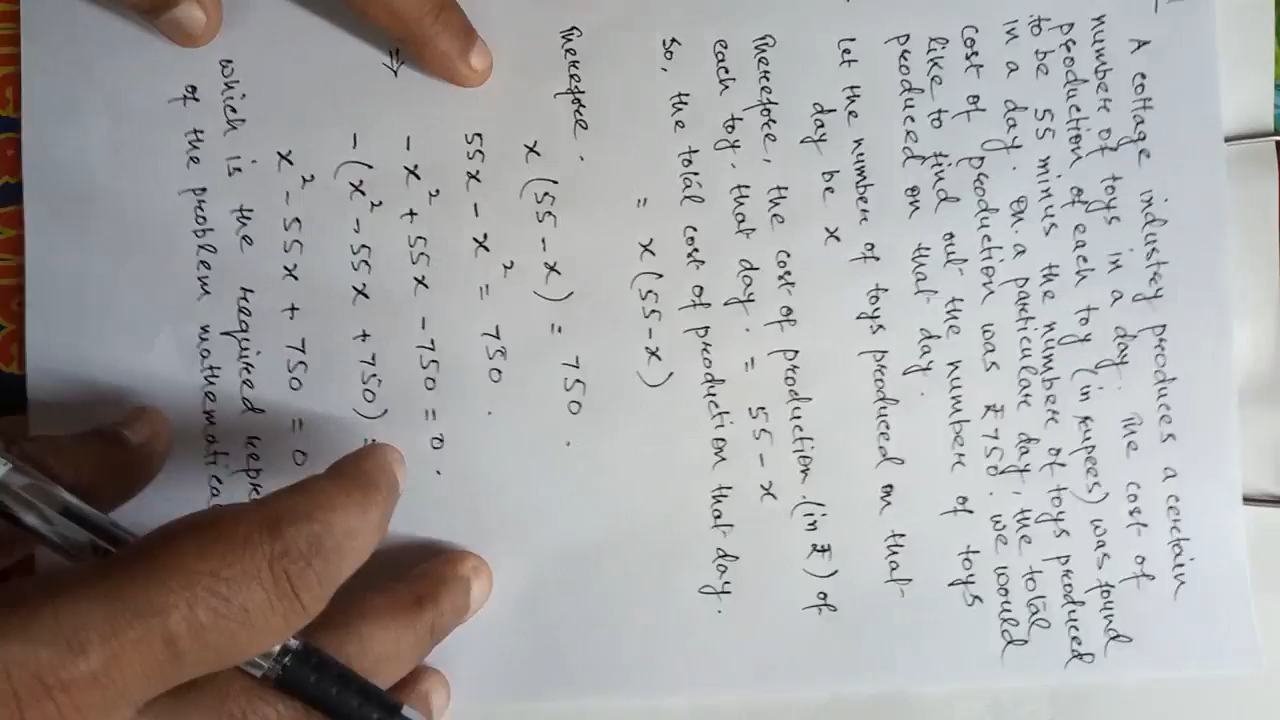 A cottage industry produces a certain
number of toys in a day. The cost of
production of each toy (in rupees) was found
to be 55 minus the number of toys produced
in a day. On a particular day, the total
cost of production was ₹750. We would
like to find out the number of toys
produced on that day.
Let the number of toys produced on that
day be x
Therefore, the cost of production (in ₹) of
each toy, that day. = 55 - x
So, the total cost of production that day.
= x(55-x)
Therefore.
x(55-x) = 750.
55x - x² = 750.
⇒ -x² + 55x - 750 = 0.
-(x² - 55x + 750) =
x² - 55x + 750 = 0
which is the required repr
of the problem mathematica